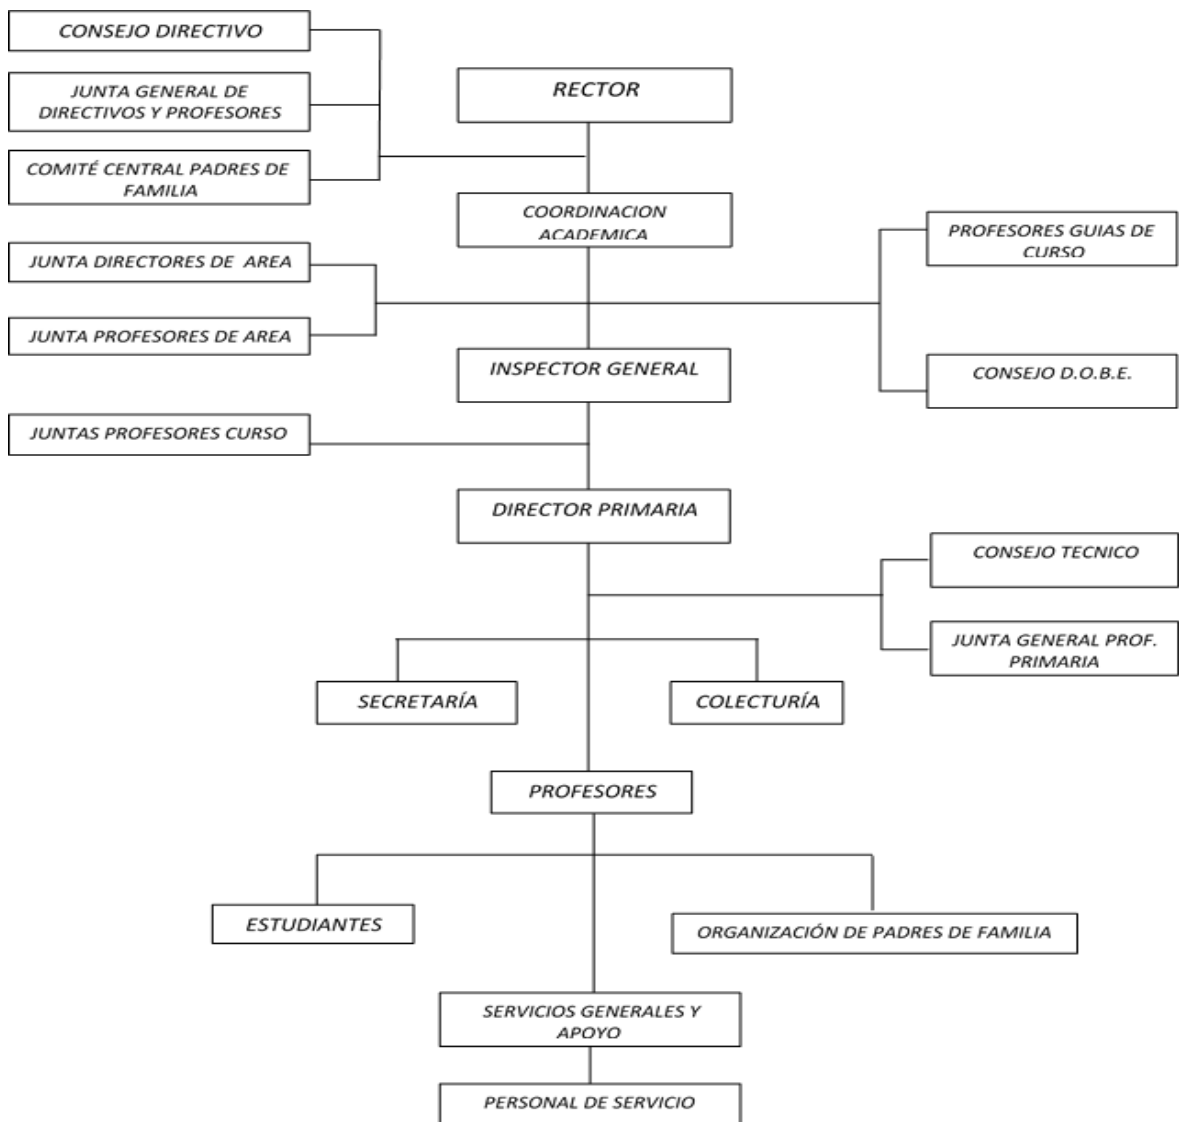 CONSEJO DIRECTIVO
RECTOR
JUNTA GENERAL DE
DIRECTIVOS Y PROFESORES
COMITÉ CENTRAL PADRES DE
FAMILIA
COORDINACION
ACADEMICA
PROFESORES GUIAS DE
CURSO
JUNTA DIRECTORES DE AREA
JUNTA PROFESORES DE AREA
INSPECTOR GENERAL
CONSEJO D.O.B.E.
JUNTAS PROFESORES CURSO
DIRECTOR PRIMARIA
CONSEJO TECNICO
JUNTA GENERAL PROF.
PRIMARIA
SECRETARÍA
COLECTURÍA
PROFESORES
ESTUDIANTES
ORGANIZACIÓN DE PADRES DE FAMILIA
SERVICIOS GENERALES Y
APOYO
PERSONAL DE SERVICIO